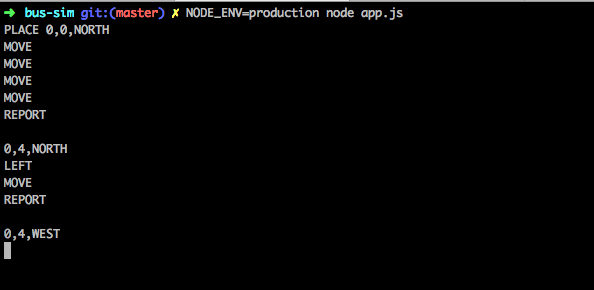 ➜ bus-sim git:(master) ✗ NODE_ENV=production node app.js
PLACE 0,0,NORTH
MOVE
MOVE
MOVE
MOVE
REPORT
0,4,NORTH
LEFT
MOVE
REPORT
0,4,WEST